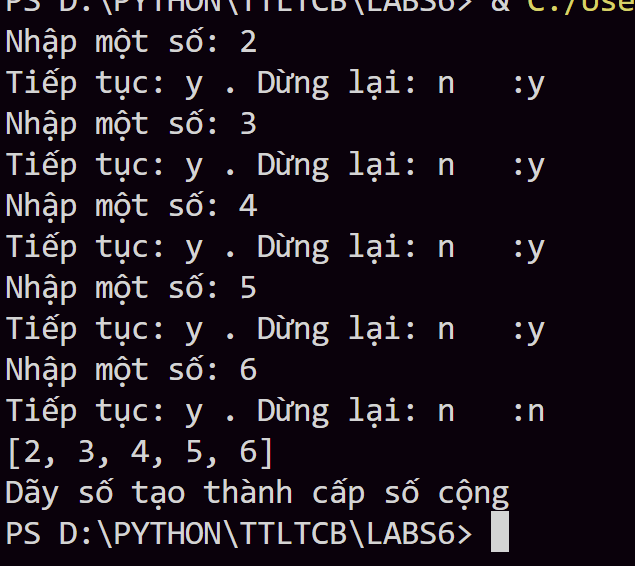 PS D:\PYTHON\TTLTCB\LABS6> & C:/Use
Nhập một số: 2
Tiếp tục: y . Dừng lại: n   :y
Nhập một số: 3
Tiếp tục: y . Dừng lại: n   :y
Nhập một số: 4
Tiếp tục: y . Dừng lại: n   :y
Nhập một số: 5
Tiếp tục: y . Dừng lại: n   :y
Nhập một số: 6
Tiếp tục: y . Dừng lại: n   :n
[2, 3, 4, 5, 6]
Dãy số tạo thành cấp số cộng
PS D:\PYTHON\TTLTCB\LABS6>